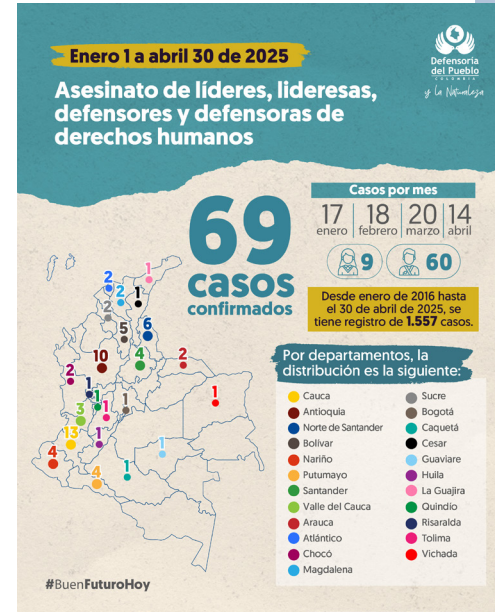 Enero 1 a abril 30 de 2025
Defensoría
del Pueblo
COLOMBIA
y la Naturaleza
Asesinato de líderes, lideresas,
defensores y defensoras de
derechos humanos
69
casos
confirmados
Casos por mes
17 18 20 14
enero febrero marzo abril
9 60
Desde enero de 2016 hasta
el 30 de abril de 2025, se
tiene registro de 1.557 casos.
1
2
2
1
2
5
6
10
4
2
2
1
1
1
1
1
3
13
1
1
4
4
1
Por departamentos, la
distribución es la siguiente:
Cauca
Antioquia
Norte de Santander
Bolívar
Nariño
Putumayo
Santander
Valle del Cauca
Arauca
Atlántico
Chocó
Magdalena
Sucre
Bogotá
Caquetá
Cesar
Guaviare
Huila
La Guajira
Quindío
Risaralda
Tolima
Vichada
#BuenFuturoHoy